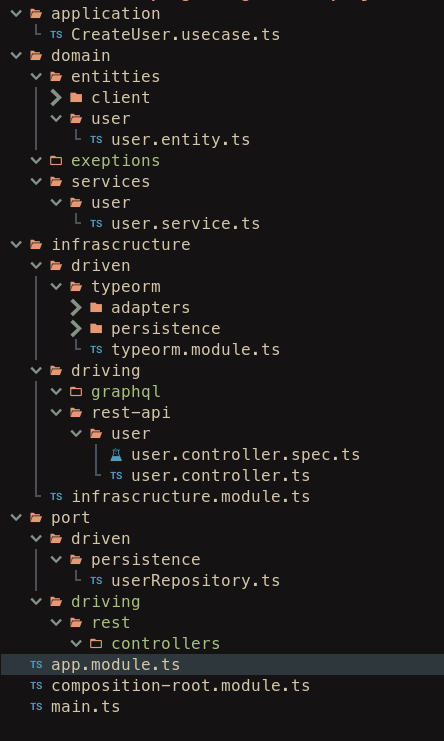 application
TS CreateUser.usecase.ts
domain
entitties
client
user
TS user.entity.ts
exeptions
services
user
TS user.service.ts
infrascructure
driven
typeorm
adapters
persistence
TS typeorm.module.ts
driving
graphql
rest-api
user
user.controller.spec.ts
TS user.controller.ts
TS infrascructure.module.ts
port
driven
persistence
TS userRepository.ts
driving
rest
controllers
TS app.module.ts
TS composition-root.module.ts
TS main.ts